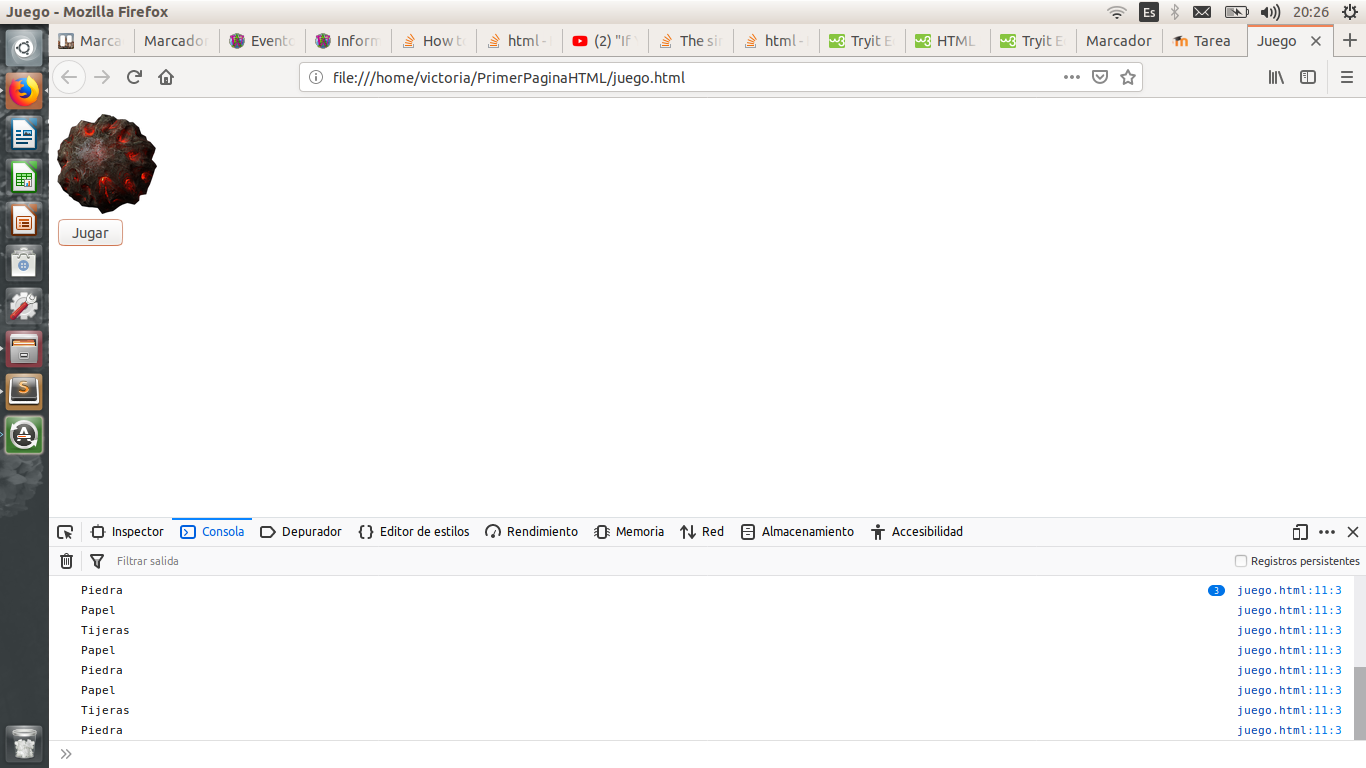 Juego - Mozilla Firefox
Es
20:26
Marca
Marcador
Evento
Inform
How to
html -
(2) "If
The si
html -
Tryit E
HTML
Tryit E
Marcador
Tarea
Juego
file:///home/victoria/PrimerPaginaHTML/juego.html
Jugar
Inspector
Consola
Depurador
Editor de estilos
Rendimiento
Memoria
Red
Almacenamiento
Accesibilidad
Filtrar salida
Registros persistentes
Piedra 3 juego.html:11:3
Papel juego.html:11:3
Tijeras juego.html:11:3
Papel juego.html:11:3
Piedra juego.html:11:3
Papel juego.html:11:3
Tijeras juego.html:11:3
Piedra juego.html:11:3